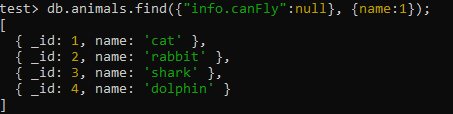 test> db.animals.find({"info.canFly":null}, {name:1});
[
  { _id: 1, name: 'cat' },
  { _id: 2, name: 'rabbit' },
  { _id: 3, name: 'shark' },
  { _id: 4, name: 'dolphin' }
]